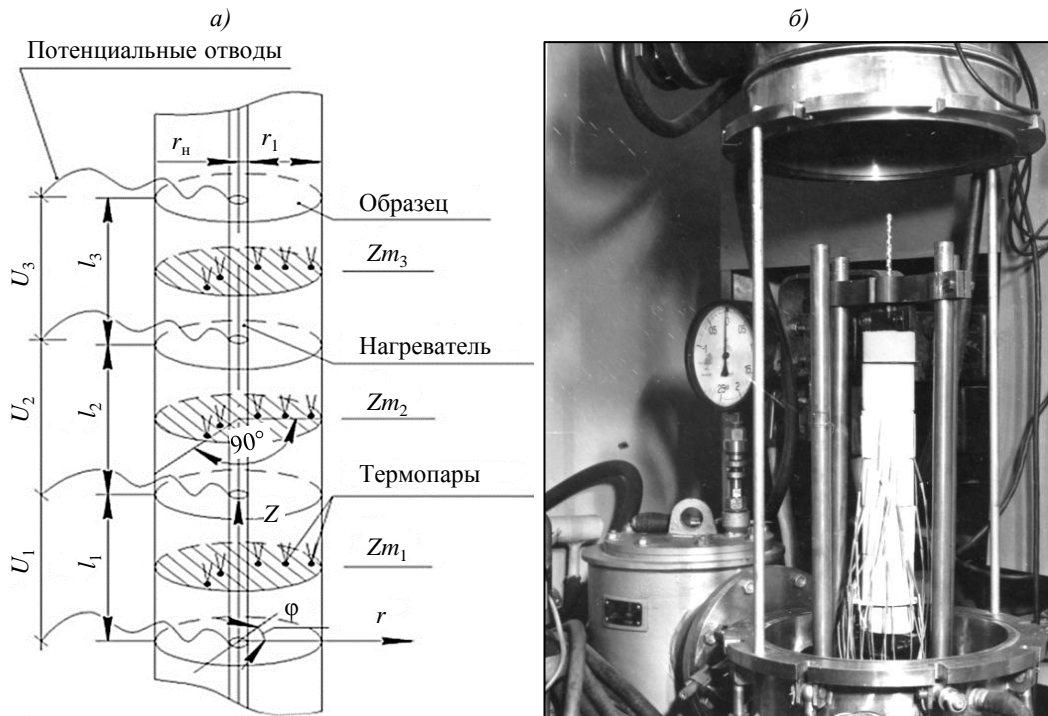 а)
б)
Потенциальные отводы
rн
r1
Образец
U3
l3
Zm3
Нагреватель
U2
l2
Zm2
90°
Термопары
Z
U1
l1
Zm1
φ
r